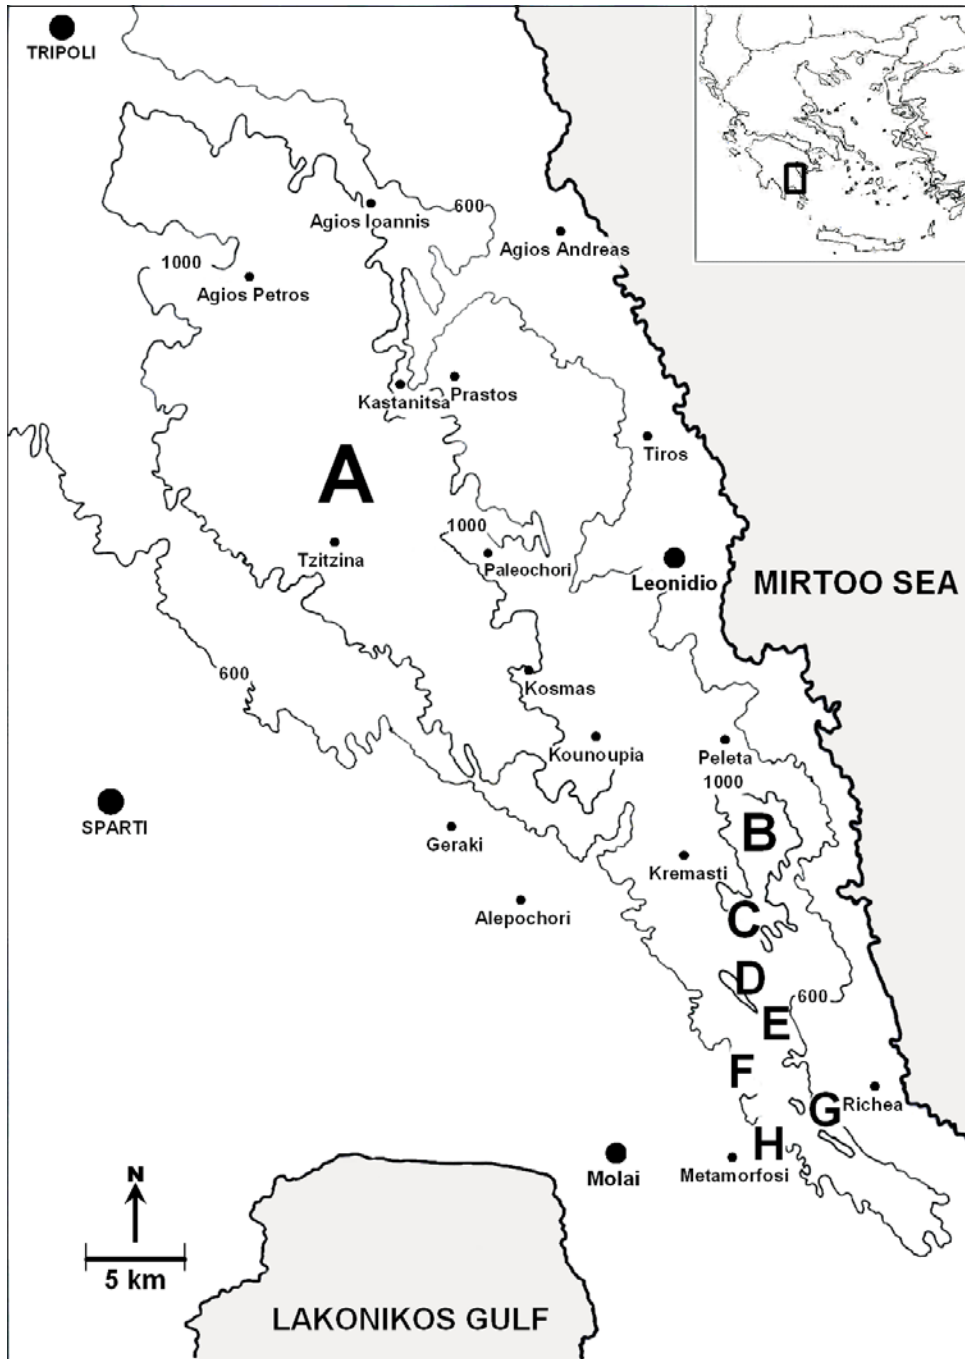 TRIPOLI
Agios Ioannis
600
Agios Andreas
1000
Agios Petros
Kastanitsa
Prastos
Tiros
A
1000
Tzitzina
Paleochori
Leonidio
MIRTOO SEA
600
Kosmas
Kounoupia
Peleta
1000
SPARTI
B
Geraki
Kremasti
Alepochori
C
D
600
E
F
G
Richea
H
Molai
Metamorfosi
N
5 km
LAKONIKOS GULF